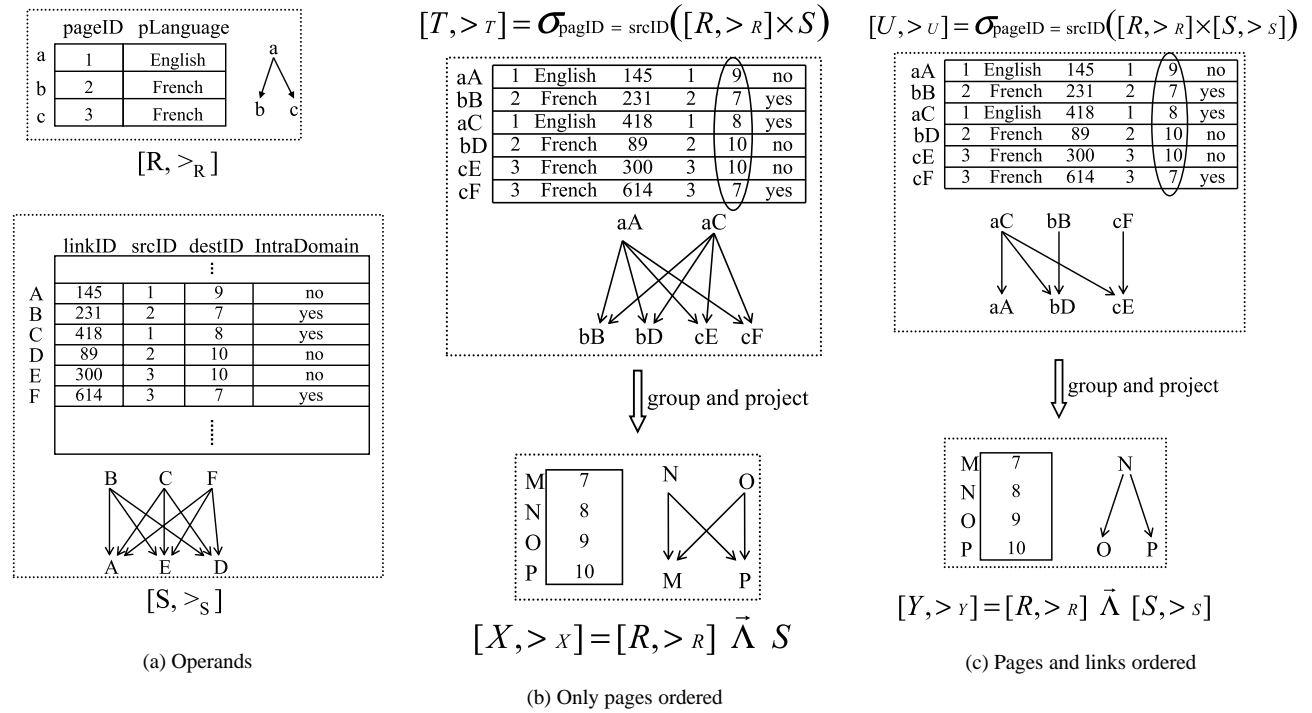 pageID pLanguage
a 1 English
b 2 French
c 3 French
a
b c
[R, >R]
linkID srcID destID IntraDomain
⋮
A 145 1 9 no
B 231 2 7 yes
C 418 1 8 yes
D 89 2 10 no
E 300 3 10 no
F 614 3 7 yes
⋮
B C F
A E D
[S, >S]
(a) Operands
[T, > T] = σpagID = srcID([R, > R] × S)
aA 1 English 145 1 9 no
bB 2 French 231 2 7 yes
aC 1 English 418 1 8 yes
bD 2 French 89 2 10 no
cE 3 French 300 3 10 no
cF 3 French 614 3 7 yes
aA aC
bB bD cE cF
group and project
M 7
N 8
O 9
P 10
N O
M P
[X, > X] = [R, > R] Λ⃗ S
(b) Only pages ordered
[U, > U] = σpageID = srcID([R, > R] × [S, > S])
aA 1 English 145 1 9 no
bB 2 French 231 2 7 yes
aC 1 English 418 1 8 yes
bD 2 French 89 2 10 no
cE 3 French 300 3 10 no
cF 3 French 614 3 7 yes
aC bB cF
aA bD cE
group and project
M 7
N 8
O 9
P 10
N
O P
[Y, > Y] = [R, > R] Λ⃗ [S, > S]
(c) Pages and links ordered